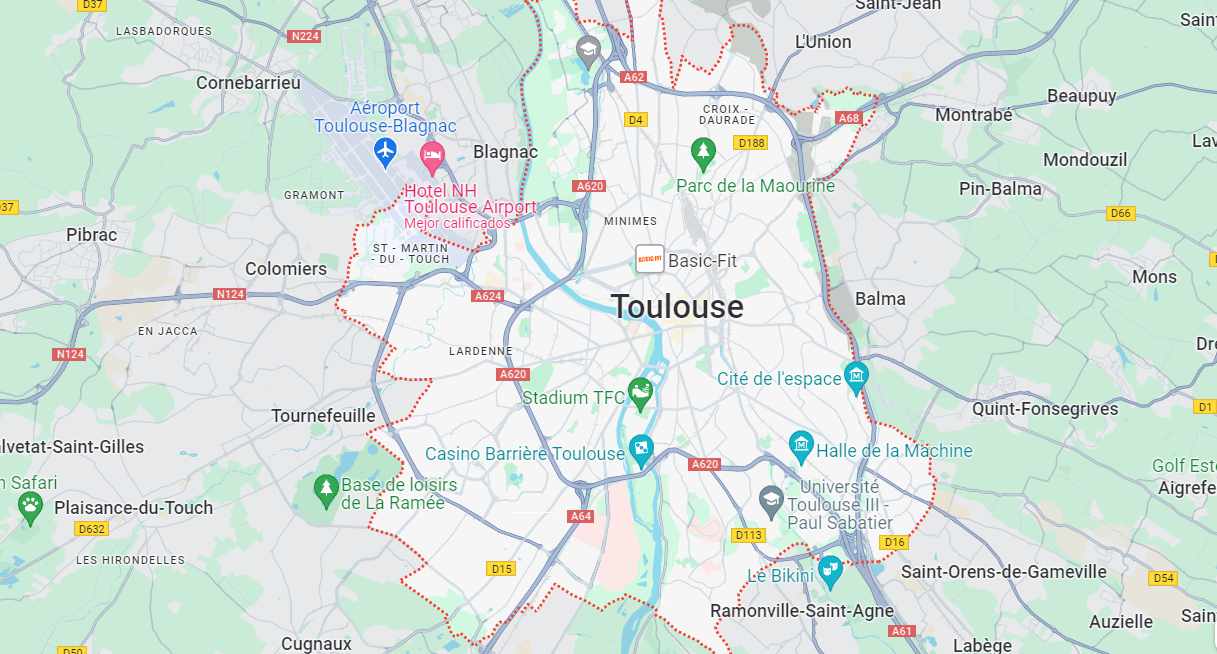 D37
LASBADORQUES
N224
Saint-Jean
Saint
L'Union
Cornebarrieu
A62
Beaupuy
Aéroport
Toulouse-Blagnac
D4
CROIX -
DAURADE
A68
Montrabé
D188
Blagnac
Lav
Mondouzil
A620
Parc de la Maourine
Pin-Balma
GRAMONT
Hotel NH
Toulouse Airport
Mejor calificados
37
D66
MINIMES
Pibrac
ST - MARTIN
- DU - TOUCH
BASIC-FIT
Basic-Fit
Colomiers
Mons
N124
A624
Toulouse
Balma
EN JACCA
Dro
N124
LARDENNE
A620
Cité de l'espace
Stadium TFC
Tournefeuille
Quint-Fonsegrives
D1
lvetat-Saint-Gilles
Casino Barrière Toulouse
Halle de la Machine
A620
Golf Est
n Safari
Base de loisirs
de La Ramée
Université
Toulouse III -
Paul Sabatier
Aigrefe
Plaisance-du-Touch
A64
D632
D113
D16
LES HIRONDELLES
D15
Le Bikini
Saint-Orens-de-Gameville
D54
Ramonville-Saint-Agne
Auzielle
Sain
A61
Cugnaux
Labège
D50